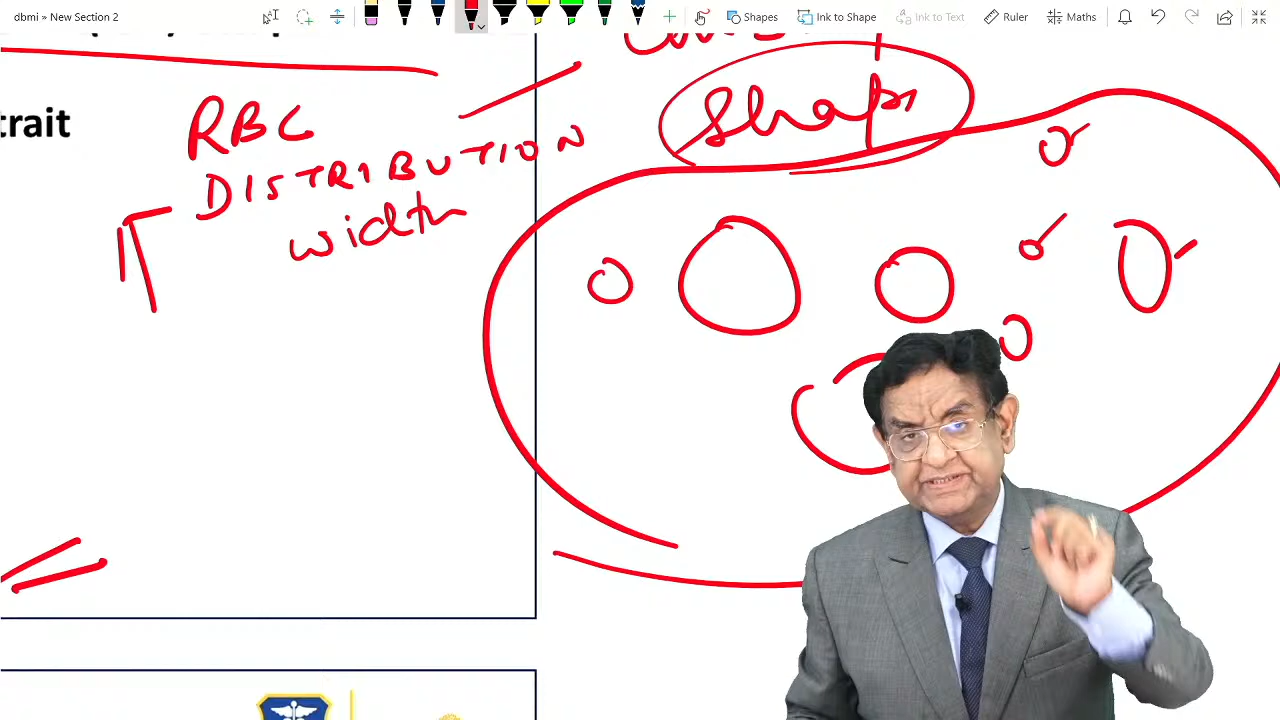 dbmi » New Section 2
Shapes
Ink to Shape
Ink to Text
Ruler
Maths
trait
RBC
DISTRIBUTION
width
Shape